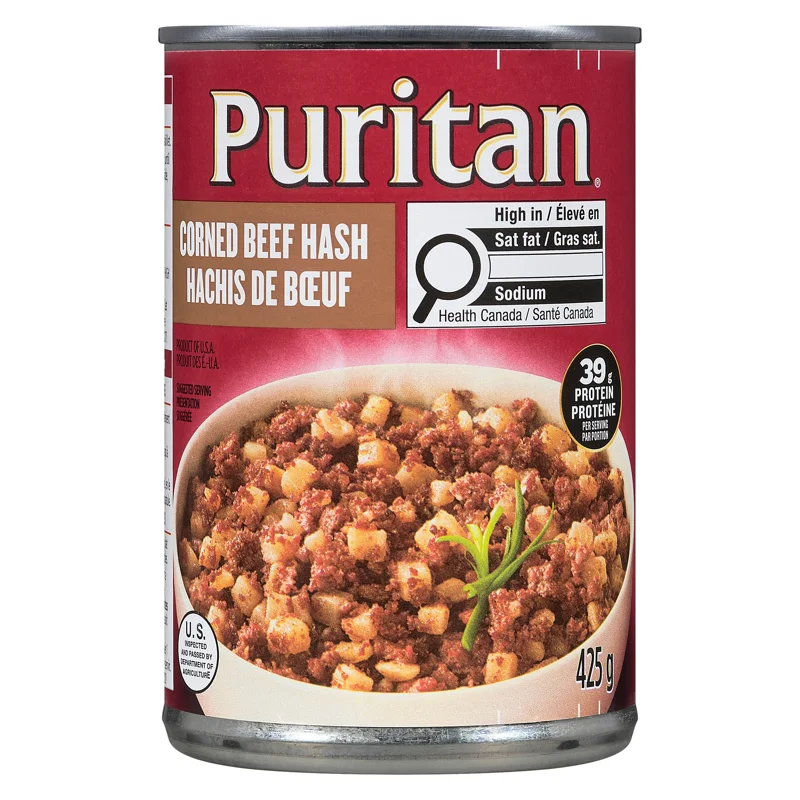 Puritan®
CORNED BEEF HASH
HACHIS DE BŒUF
High in / Élevé en
Sat fat / Gras sat.
Sodium
Health Canada / Santé Canada
PRODUCT OF U.S.A.
PRODUIT DES É.-U.A.
SUGGESTED SERVING
PRÉSENTATION
SUGGÉRÉE
39 g
PROTEIN
PROTÉINE
PER SERVING
PAR PORTION
U.S.
INSPECTED
AND PASSED BY
DEPARTMENT OF
AGRICULTURE
425 g